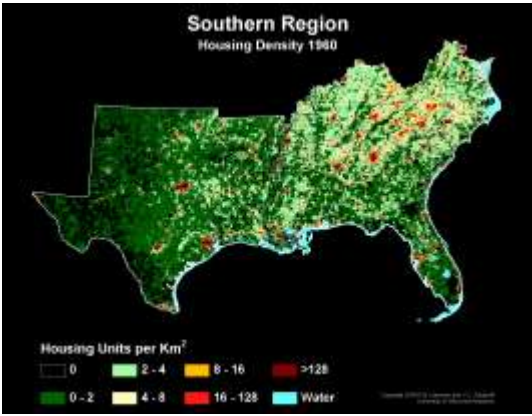 Southern Region
Housing Density 1960
Housing Units per Km²
0 2 - 4 8 - 16 >128
0 - 2 4 - 8 16 - 128 Water